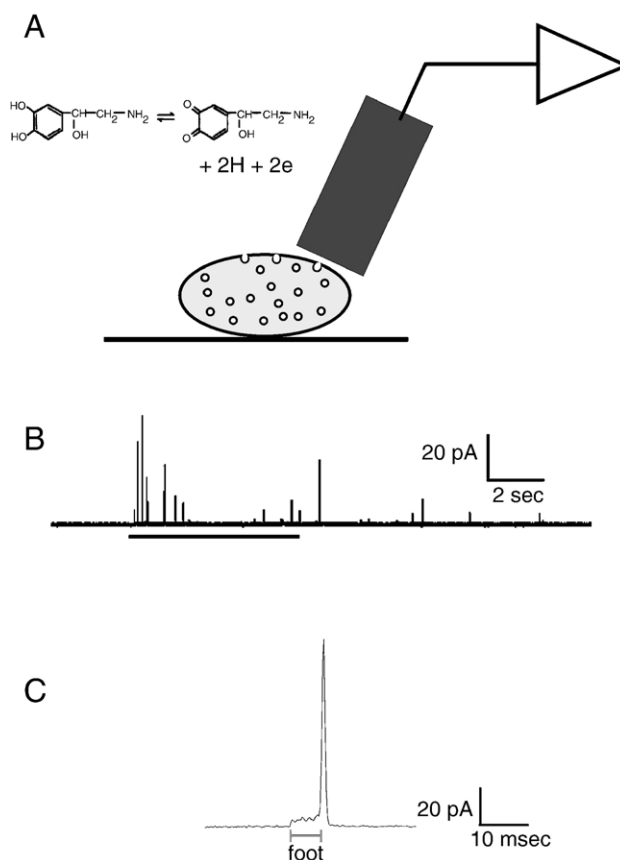 A
HO
HO
CH-CH2-NH2
OH
⇌
O
O
CH-CH2-NH2
OH
+ 2H + 2e
B
20 pA
2 sec
C
20 pA
10 msec
foot